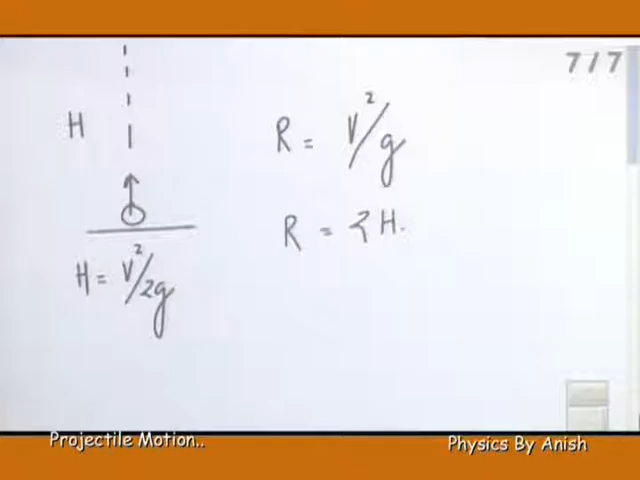 7/7
H
R = V²/g
R = 2H.
H = V²/2g
Projectile Motion..
Physics By Anish